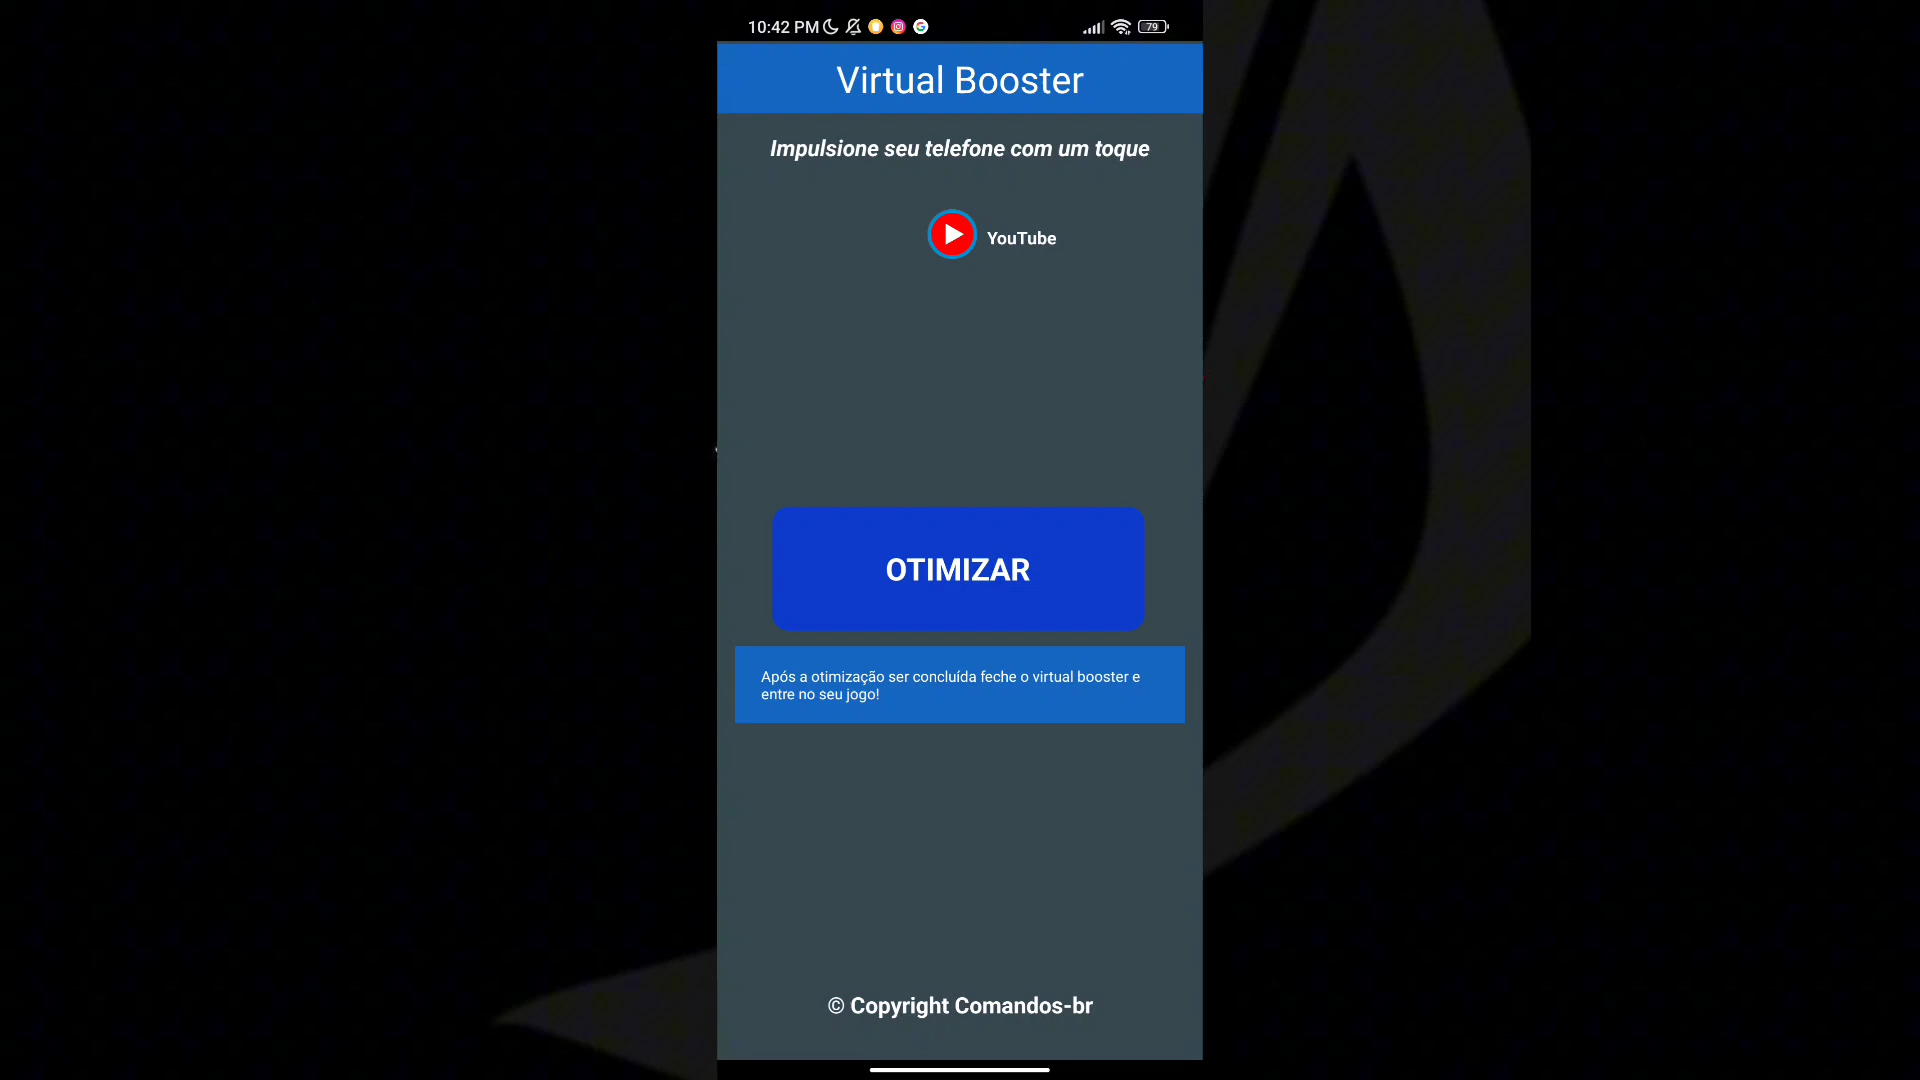 10:42 PM
79
Virtual Booster
Impulsione seu telefone com um toque
YouTube
OTIMIZAR
Após a otimização ser concluída feche o virtual booster e
entre no seu jogo!
© Copyright Comandos-br